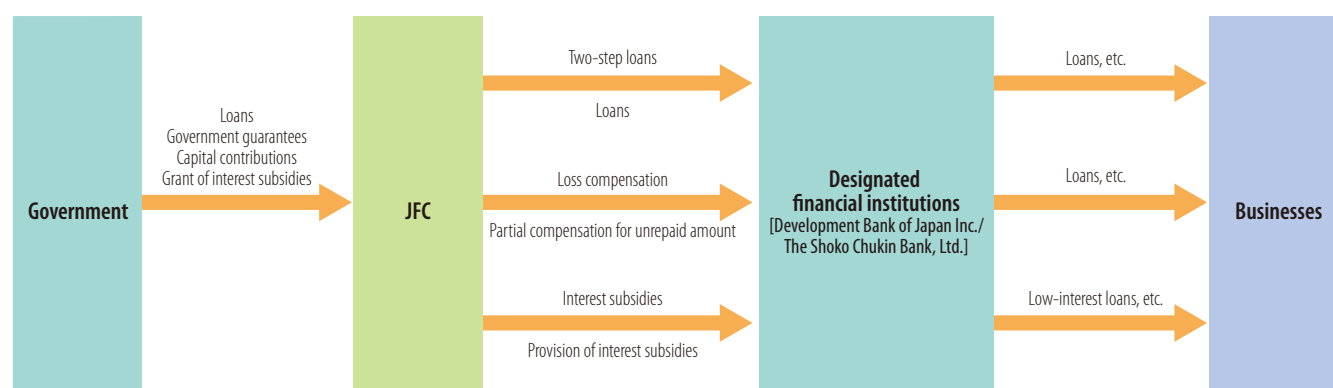 Government
Loans
Government guarantees
Capital contributions
Grant of interest subsidies
JFC
Two-step loans
Loans
Loss compensation
Partial compensation for unrepaid amount
Interest subsidies
Provision of interest subsidies
Designated
financial institutions
[Development Bank of Japan Inc./
The Shoko Chukin Bank, Ltd.]
Loans, etc.
Loans, etc.
Low-interest loans, etc.
Businesses